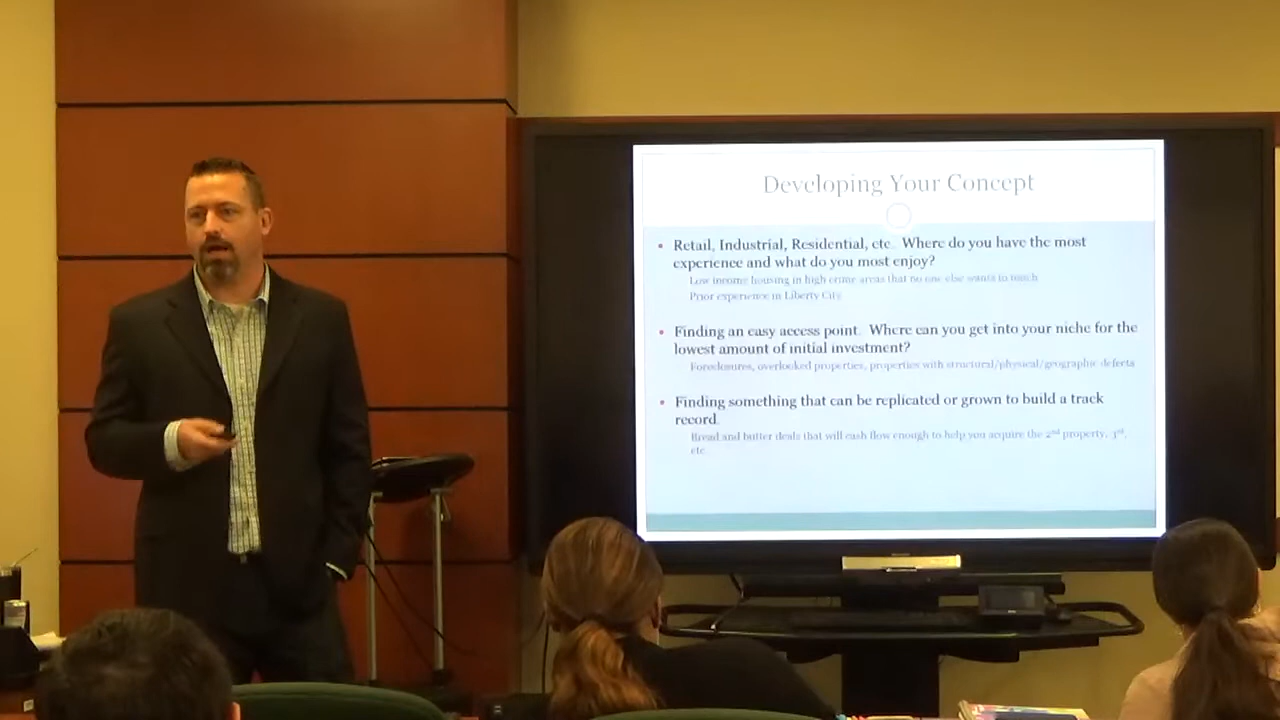 Developing Your Concept
Retail, Industrial, Residential, etc. Where do you have the most
experience and what do you most enjoy?
Low income housing in high crime areas that no one else wants to touch
Prior experience in Liberty City
Finding an easy access point. Where can you get into your niche for the
lowest amount of initial investment?
Foreclosures, overlooked properties, properties with structural/physical/geographic defects
Finding something that can be replicated or grown to build a track
record.
Bread and butter deals that will cash flow enough to help you acquire the 2nd property, 3rd,
etc.